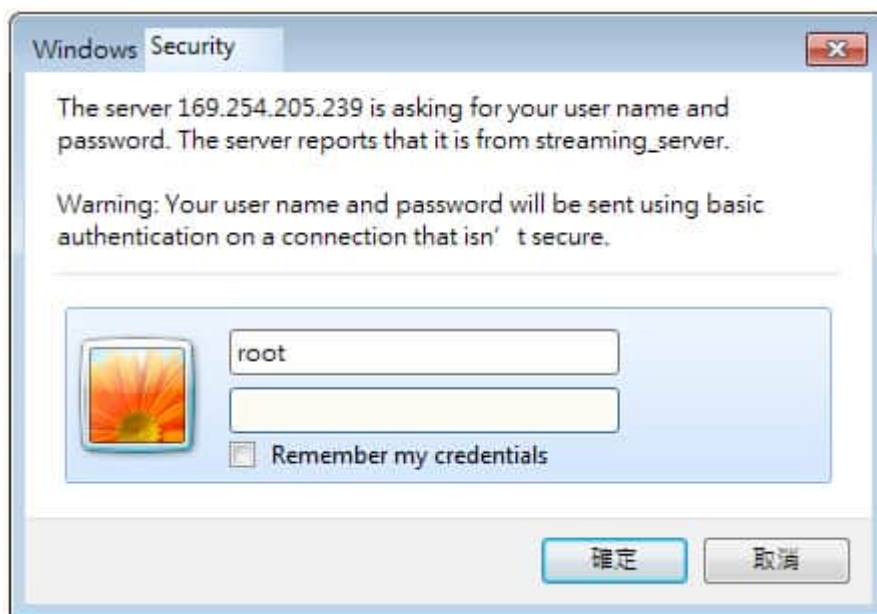 Windows Security
The server 169.254.205.239 is asking for your user name and
password. The server reports that it is from streaming_server.
Warning: Your user name and password will be sent using basic
authentication on a connection that isn’ t secure.
root
Remember my credentials
確定 取消